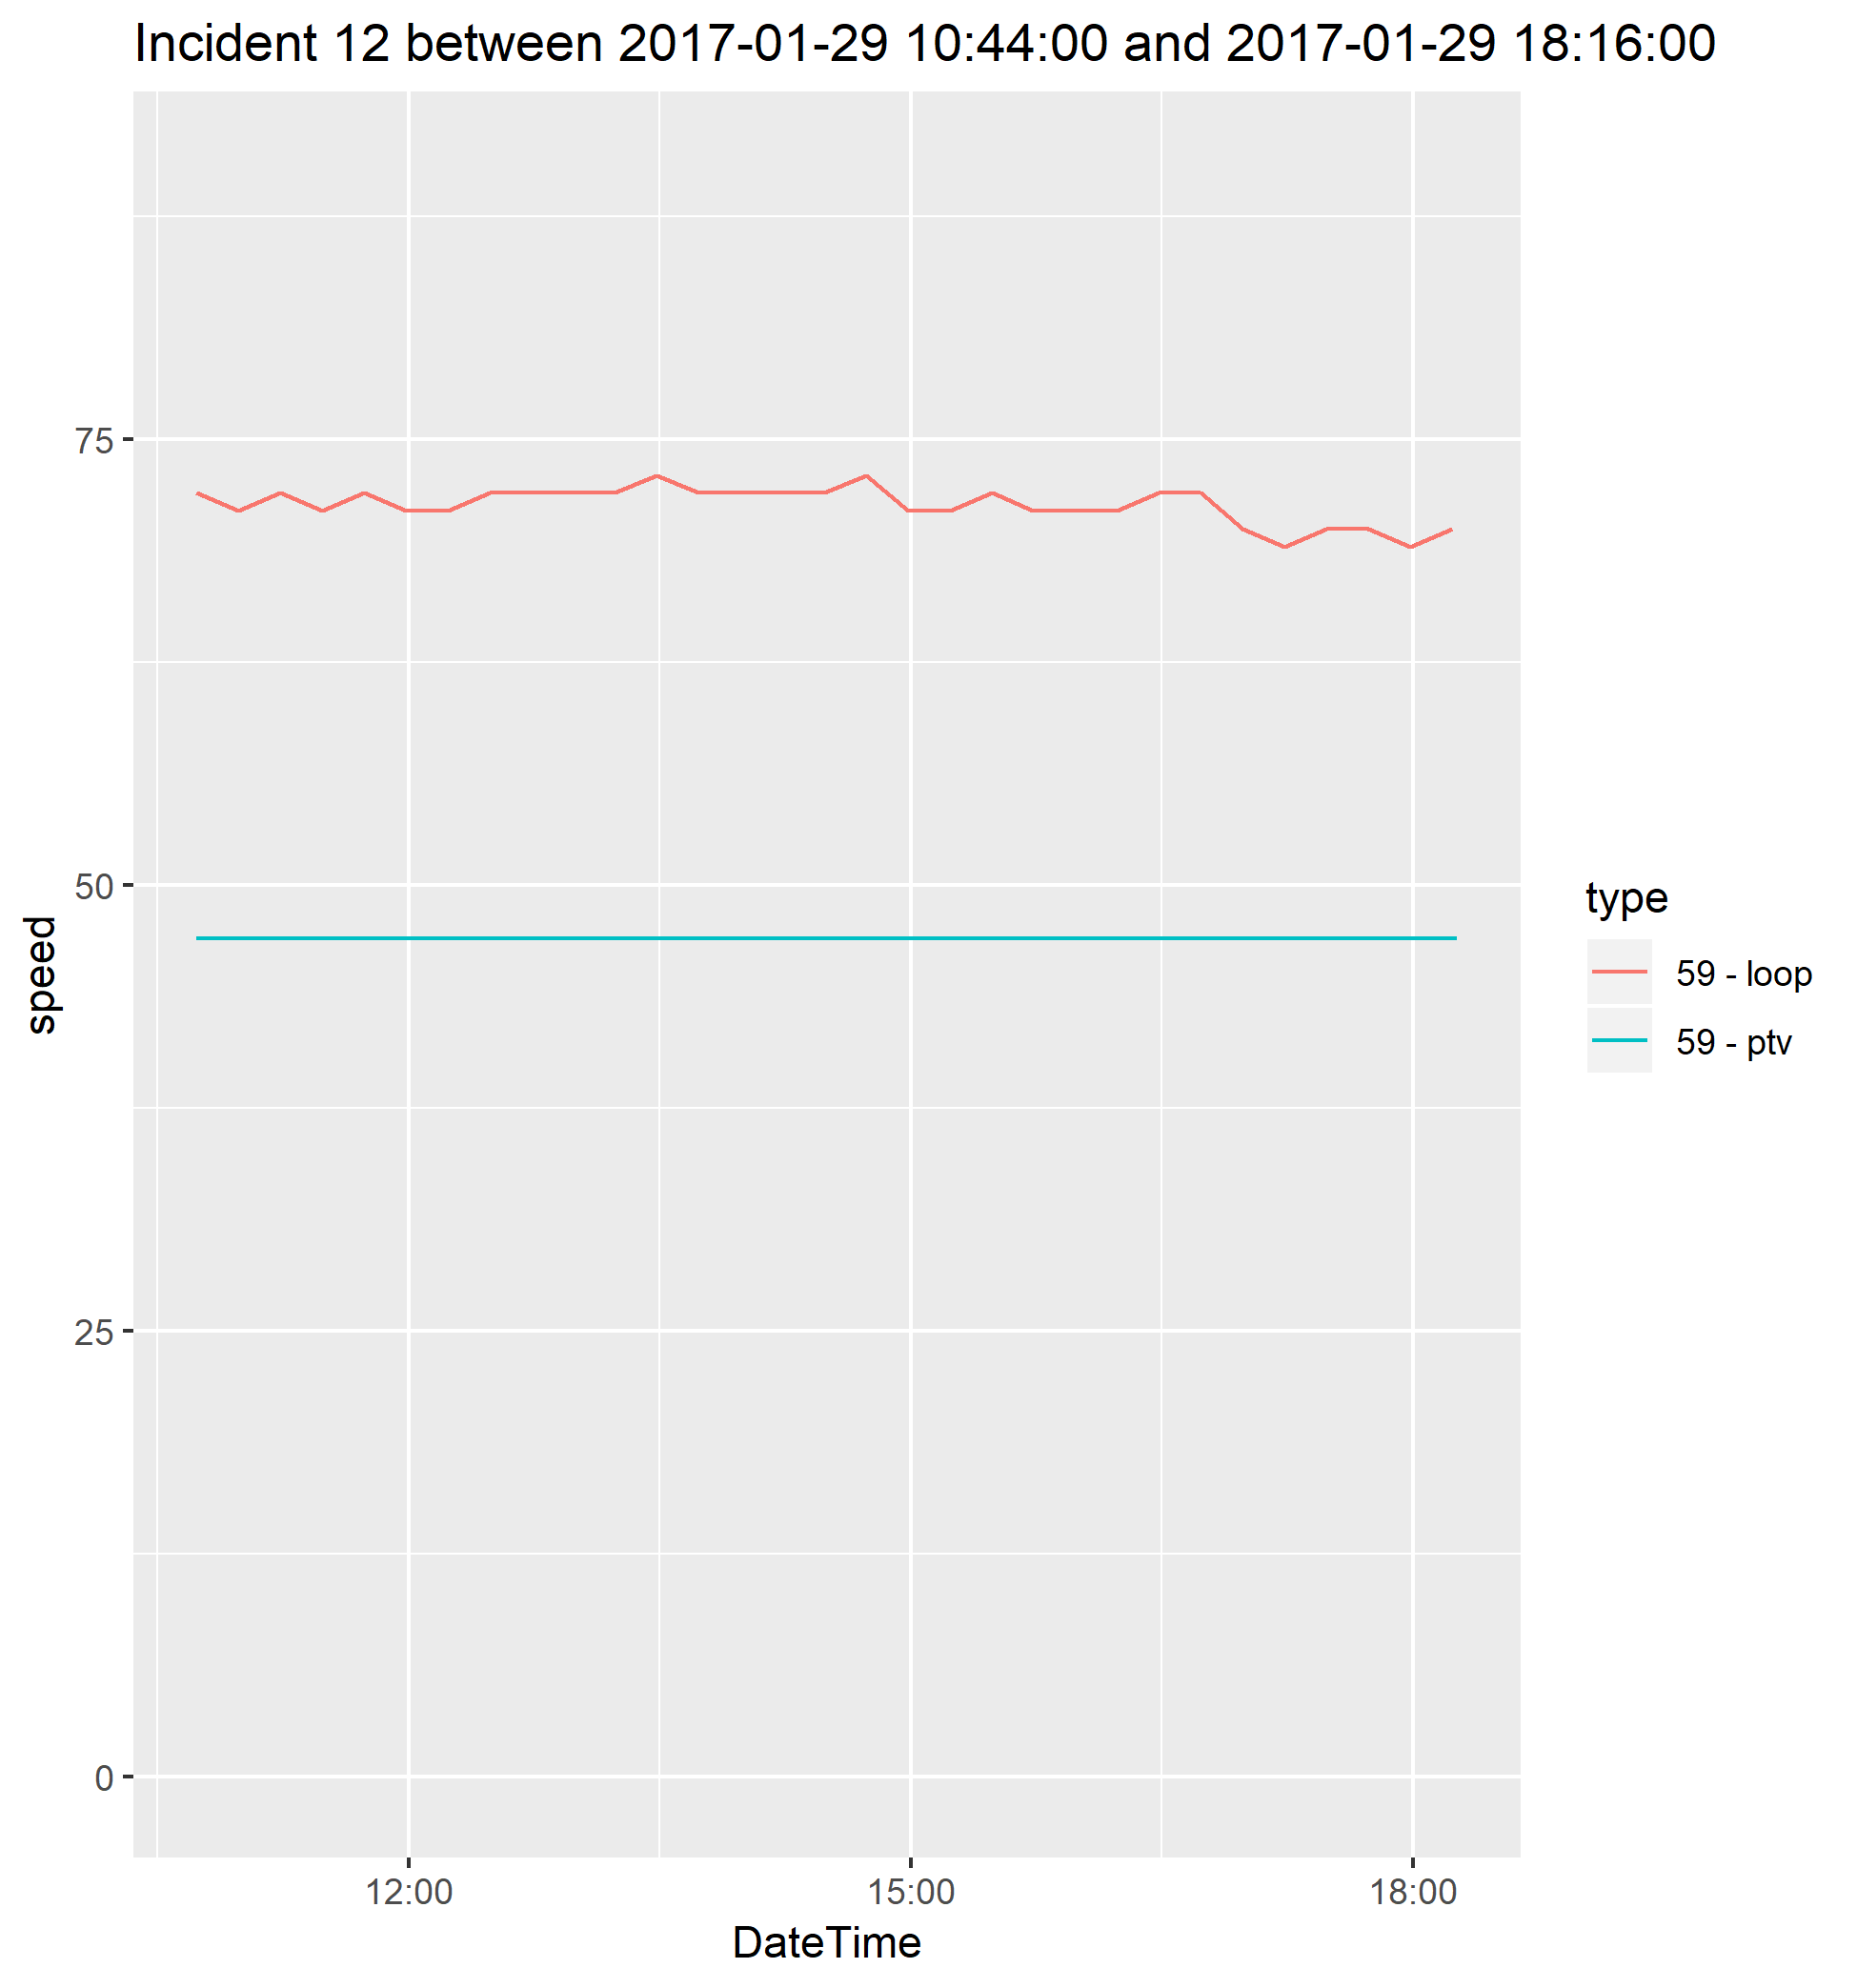 Incident 12 between 2017-01-29 10:44:00 and 2017-01-29 18:16:00
75
50
25
0
speed
12:00 15:00 18:00
DateTime
type
59 - loop
59 - ptv